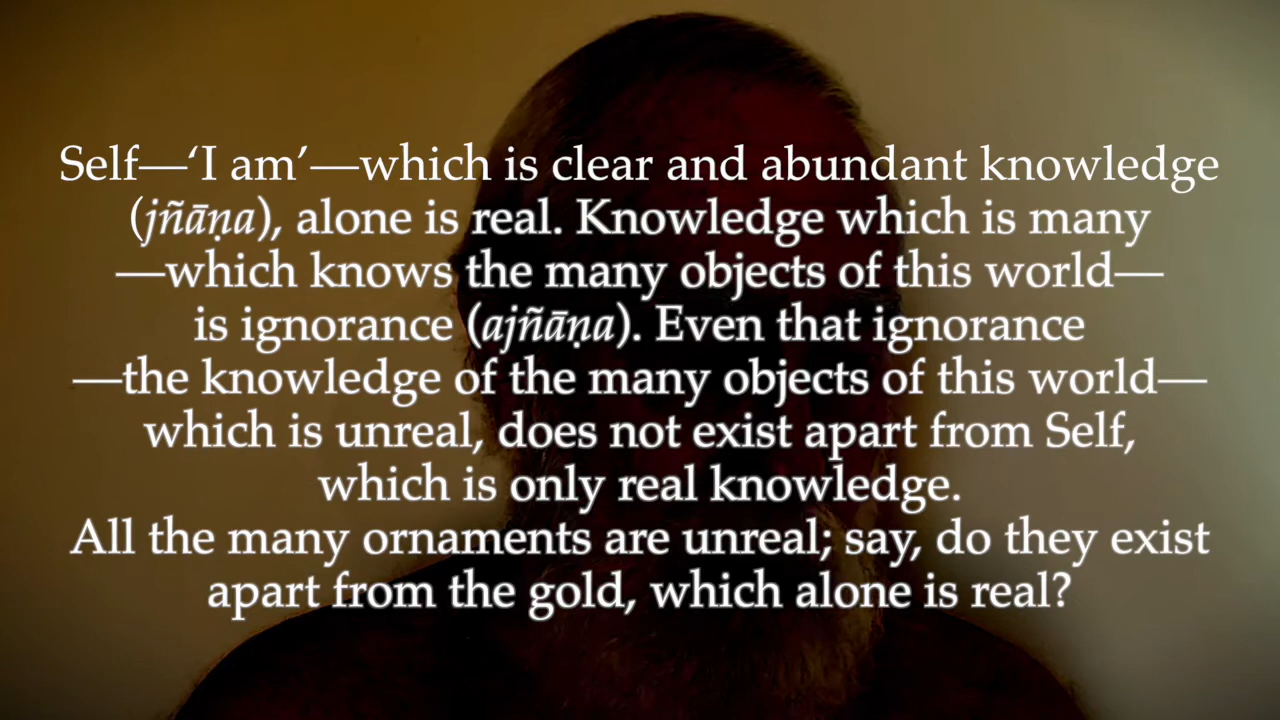 Self—‘I am’—which is clear and abundant knowledge
(jñāṇa), alone is real. Knowledge which is many
—which knows the many objects of this world—
is ignorance (ajñāṇa). Even that ignorance
—the knowledge of the many objects of this world—
which is unreal, does not exist apart from Self,
which is only real knowledge.
All the many ornaments are unreal; say, do they exist
apart from the gold, which alone is real?